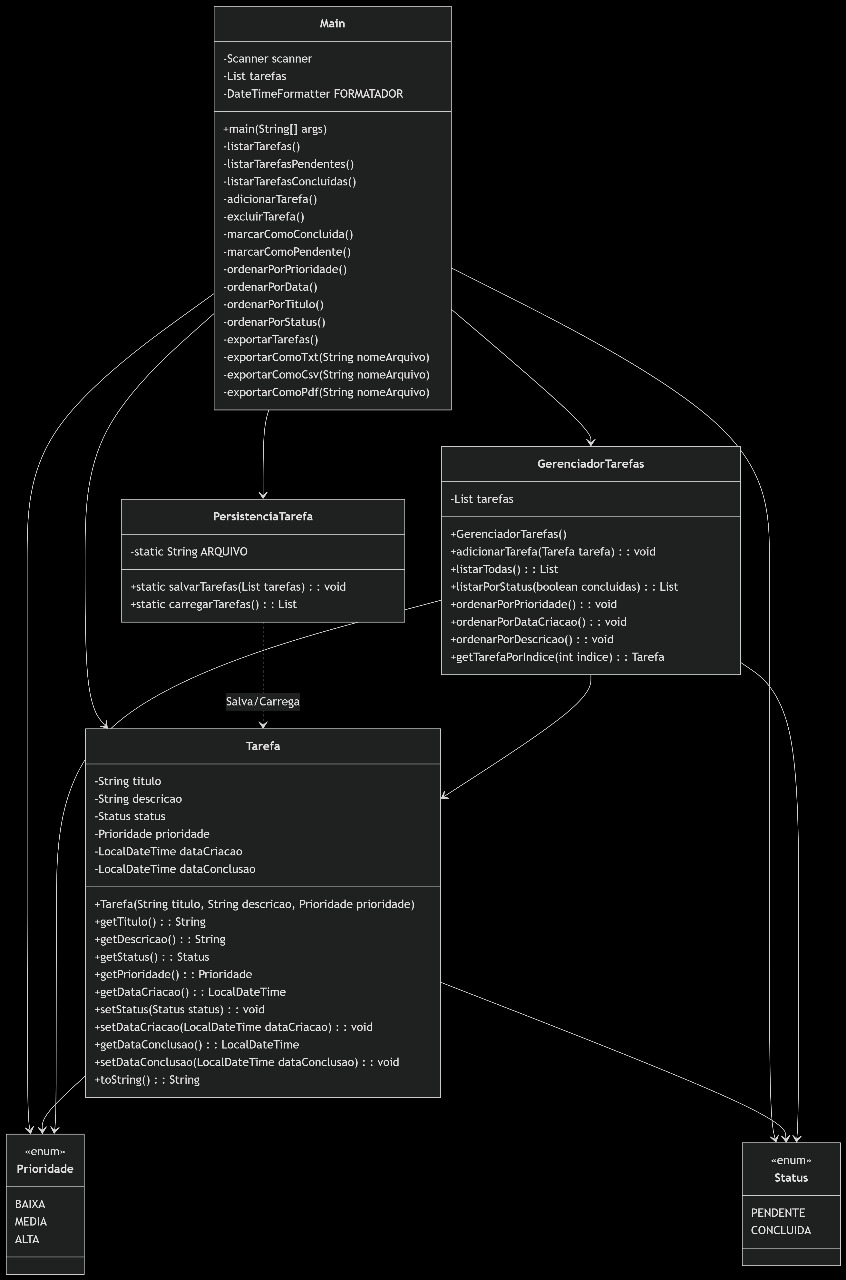 Main
-Scanner scanner
-List tarefas
-DateTimeFormatter FORMATADOR
+main(String[] args)
-listarTarefas()
-listarTarefasPendentes()
-listarTarefasConcluidas()
-adicionarTarefa()
-excluirTarefa()
-marcarComoConcluida()
-marcarComoPendente()
-ordenarPorPrioridade()
-ordenarPorData()
-ordenarPorTitulo()
-ordenarPorStatus()
-exportarTarefas()
-exportarComoTxt(String nomeArquivo)
-exportarComoCsv(String nomeArquivo)
-exportarComoPdf(String nomeArquivo)
GerenciadorTarefas
-List tarefas
+GerenciadorTarefas()
+adicionarTarefa(Tarefa tarefa) : : void
+listarTodas() : : List
+listarPorStatus(boolean concluidas) : : List
+ordenarPorPrioridade() : : void
+ordenarPorDataCriacao() : : void
+ordenarPorDescricao() : : void
+getTarefaPorIndice(int indice) : : Tarefa
PersistenciaTarefa
-static String ARQUIVO
+static salvarTarefas(List tarefas) : : void
+static carregarTarefas() : : List
Salva/Carrega
Tarefa
-String titulo
-String descricao
-Status status
-Prioridade prioridade
-LocalDateTime dataCriacao
-LocalDateTime dataConclusao
+Tarefa(String titulo, String descricao, Prioridade prioridade)
+getTitulo() : : String
+getDescricao() : : String
+getStatus() : : Status
+getPrioridade() : : Prioridade
+getDataCriacao() : : LocalDateTime
+setStatus(Status status) : : void
+setDataCriacao(LocalDateTime dataCriacao) : : void
+getDataConclusao() : : LocalDateTime
+setDataConclusao(LocalDateTime dataConclusao) : : void
+toString() : : String
«enum»
Prioridade
BAIXA
MEDIA
ALTA
«enum»
Status
PENDENTE
CONCLUIDA